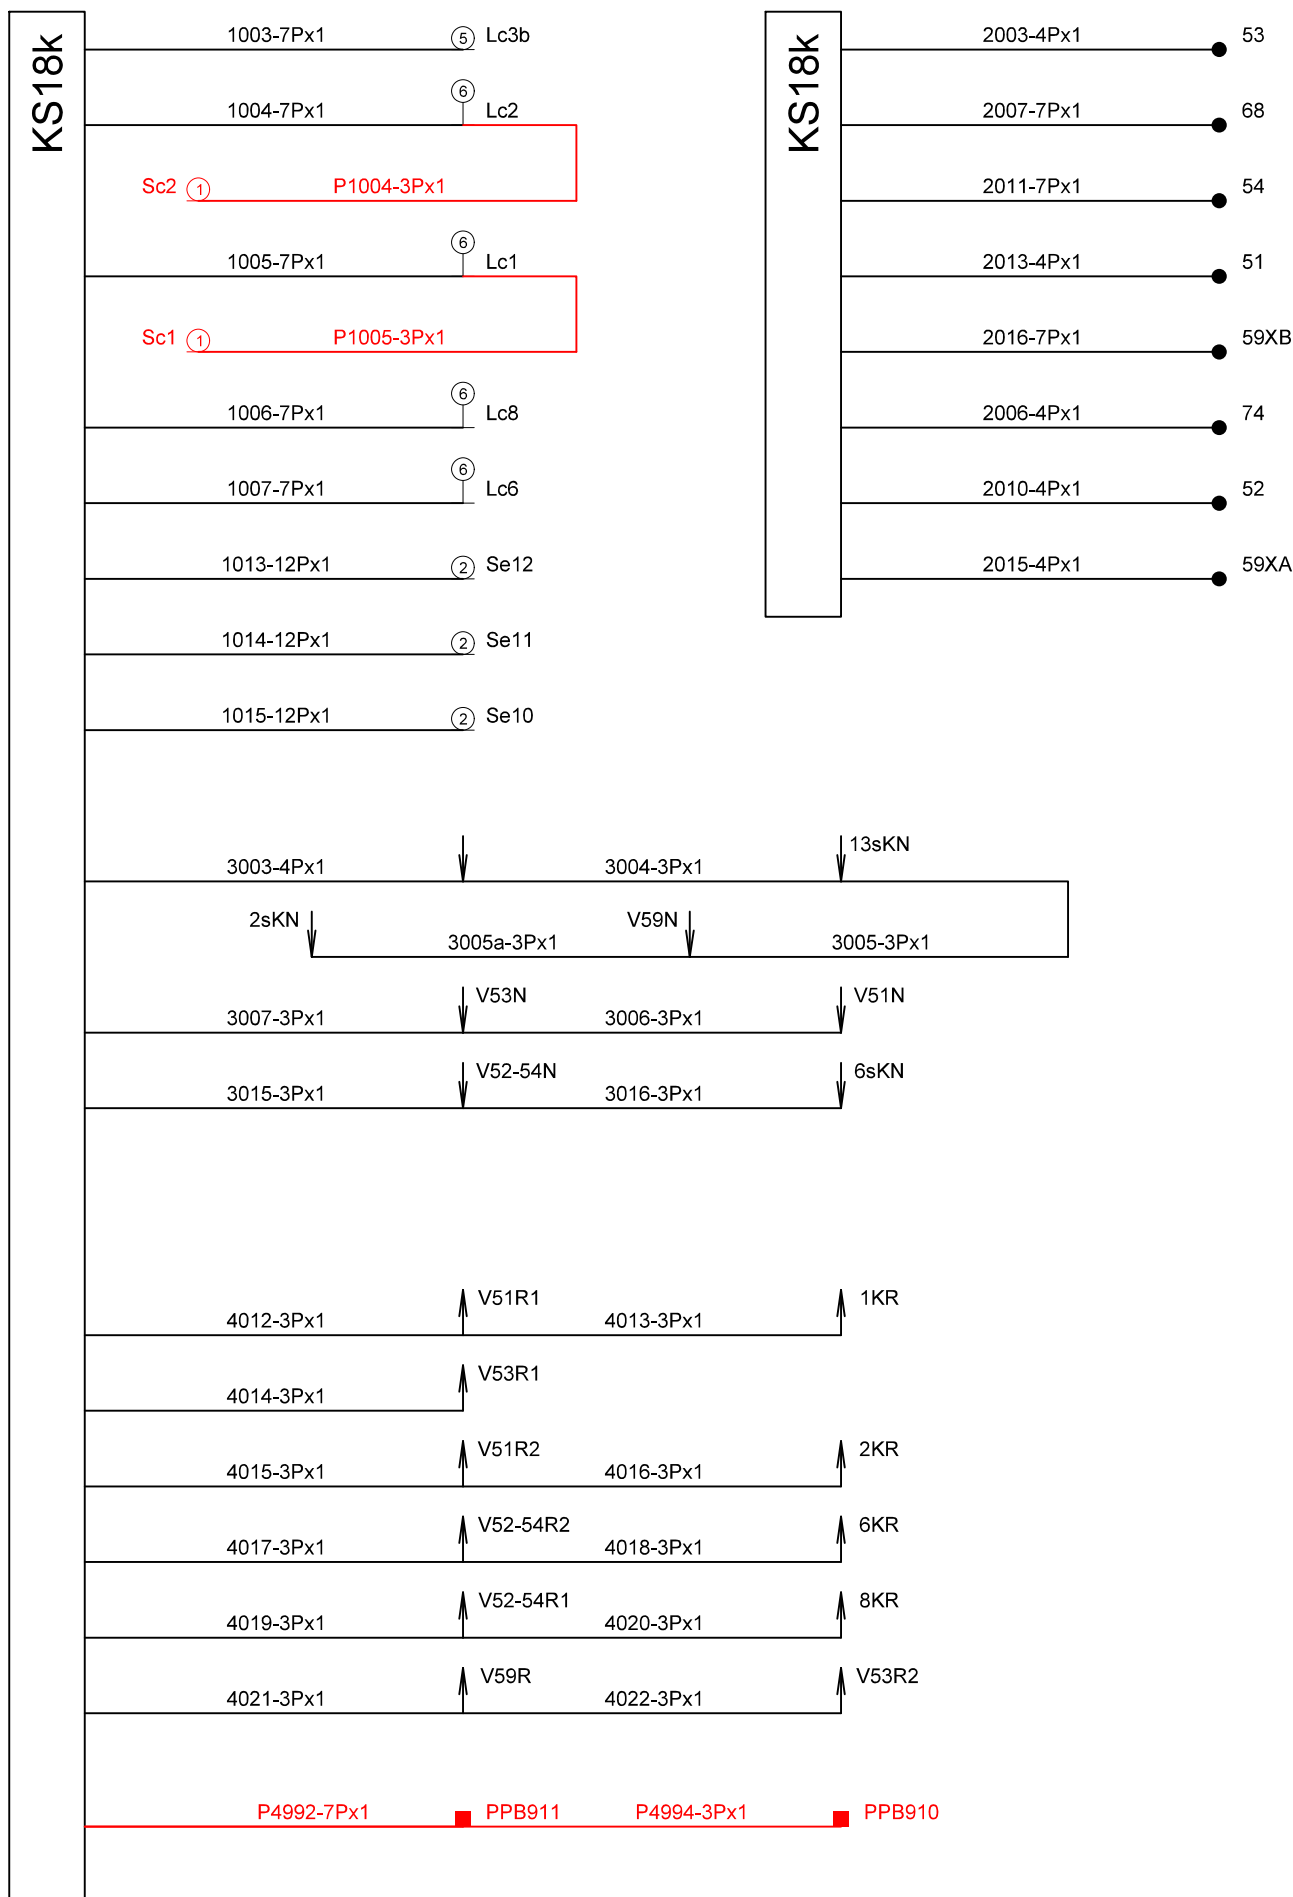 KS18k
1003-7Px1 5 Lc3b
6
1004-7Px1 Lc2
Sc2 1 P1004-3Px1
6
1005-7Px1 Lc1
Sc1 1 P1005-3Px1
6
1006-7Px1 Lc8
6
1007-7Px1 Lc6
1013-12Px1 2 Se12
1014-12Px1 2 Se11
1015-12Px1 2 Se10
KS18k
2003-4Px1 53
2007-7Px1 68
2011-7Px1 54
2013-4Px1 51
2016-7Px1 59XB
2006-4Px1 74
2010-4Px1 52
2015-4Px1 59XA
13sKN
3003-4Px1 3004-3Px1
2sKN V59N
3005a-3Px1 3005-3Px1
V53N V51N
3007-3Px1 3006-3Px1
V52-54N 6sKN
3015-3Px1 3016-3Px1
V51R1 1KR
4012-3Px1 4013-3Px1
V53R1
4014-3Px1
V51R2 2KR
4015-3Px1 4016-3Px1
V52-54R2 6KR
4017-3Px1 4018-3Px1
V52-54R1 8KR
4019-3Px1 4020-3Px1
V59R V53R2
4021-3Px1 4022-3Px1
P4992-7Px1 PPB911 P4994-3Px1 PPB910